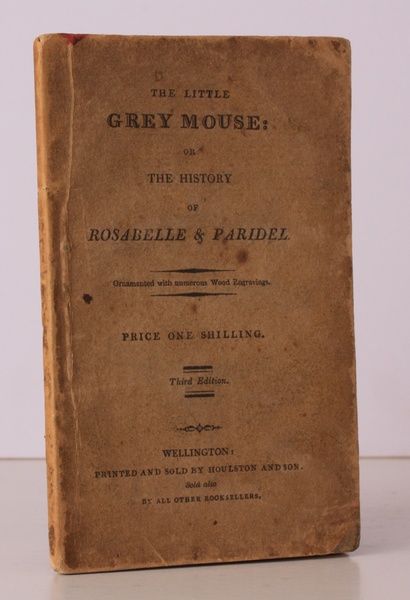 THE LITTLE
GREY MOUSE:
OR
THE HISTORY
OF
ROSABELLE & PARIDEL.
Ornamented with numerous Wood Engravings.
PRICE ONE SHILLING.
Third Edition.
WELLINGTON:
PRINTED AND SOLD BY HOULSTON AND SON.
Sold also
BY ALL OTHER BOOKSELLERS.